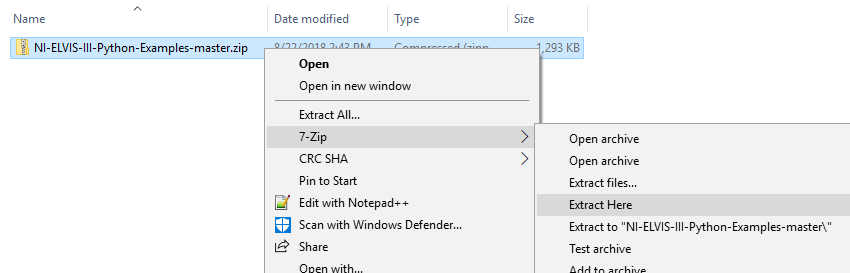 Name Date modified Type Size
NI-ELVIS-III-Python-Examples-master.zip 8/22/2018 2:43 PM Compressed (zipp 1,293 KB
Open
Open in new window
Extract All...
7-Zip
CRC SHA
Pin to Start
Edit with Notepad++
Scan with Windows Defender...
Share
Open with...
Open archive
Open archive
Extract files...
Extract Here
Extract to "NI-ELVIS-III-Python-Examples-master\"
Test archive
Add to archive